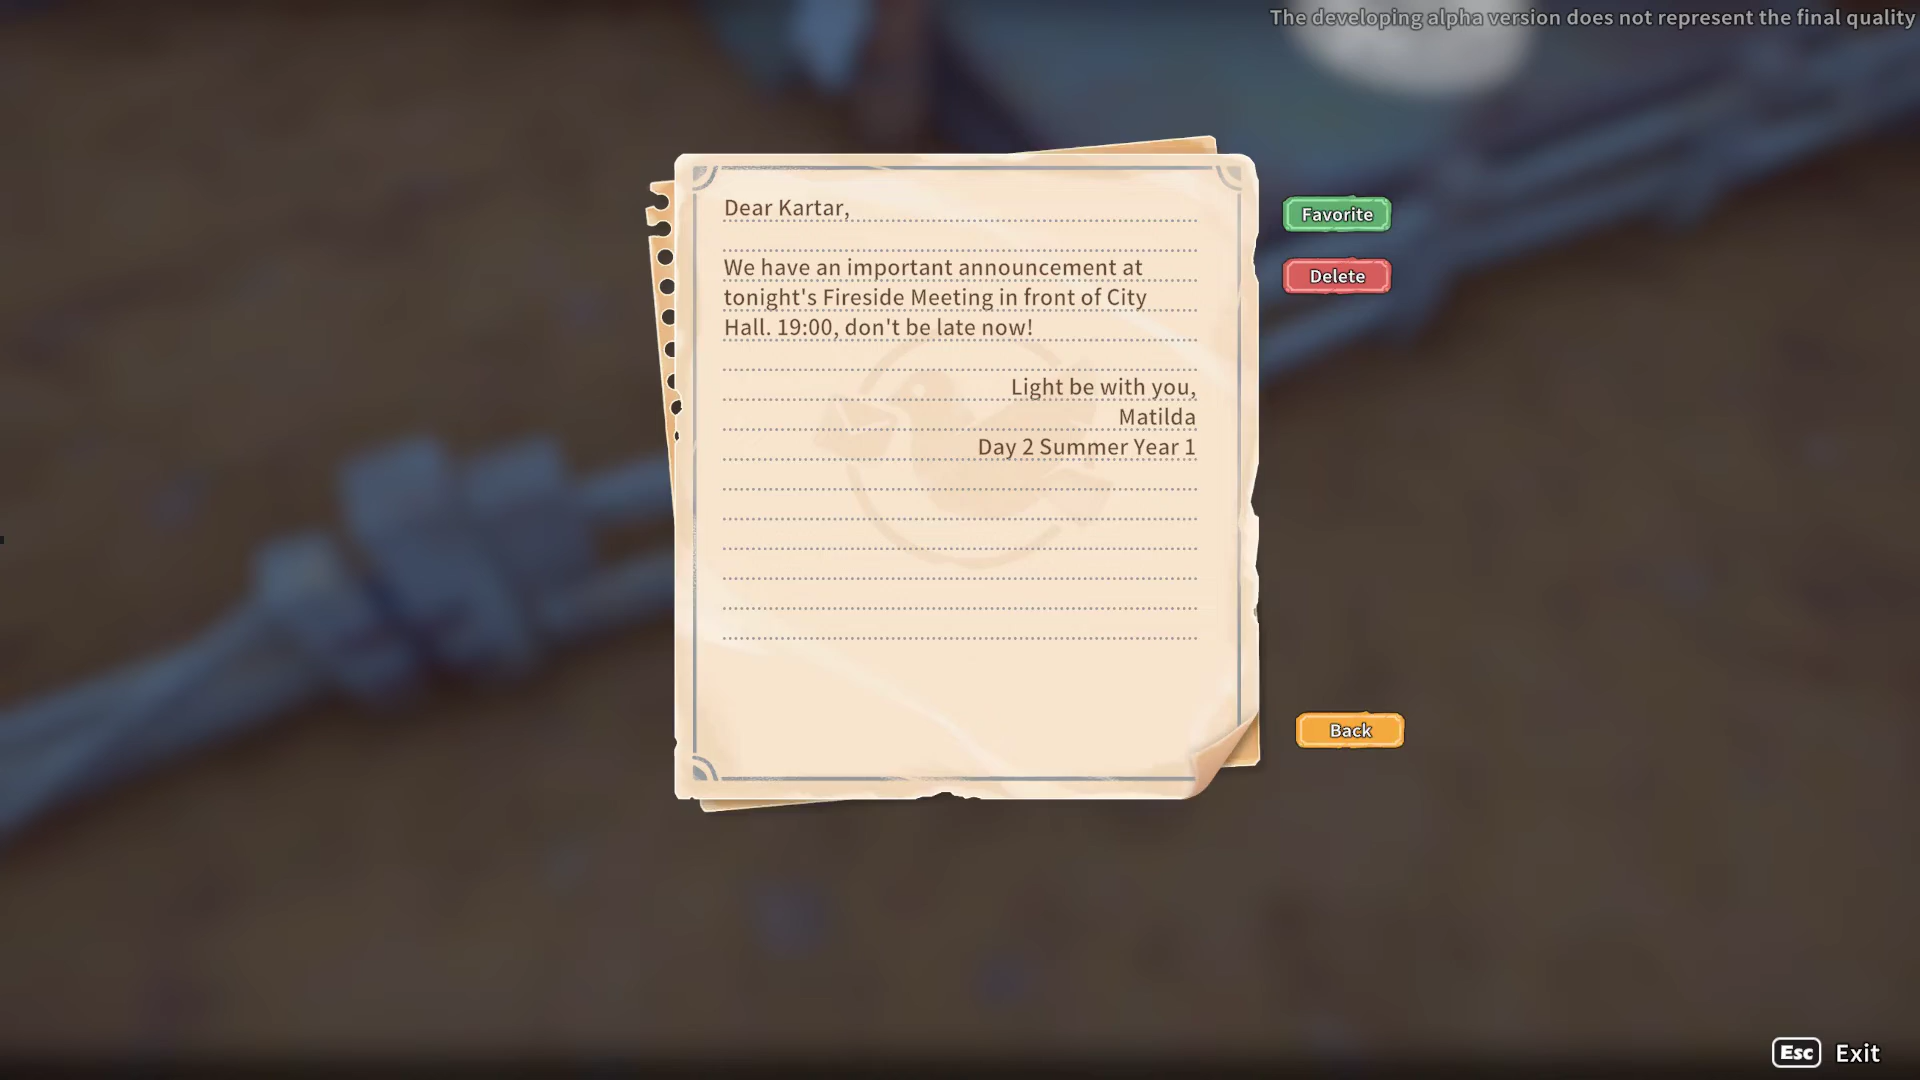 The developing alpha version does not represent the final quality
Dear Kartar,
We have an important announcement at
tonight's Fireside Meeting in front of City
Hall. 19:00, don't be late now!
Light be with you,
Matilda
Day 2 Summer Year 1
Favorite
Delete
Back
Esc Exit